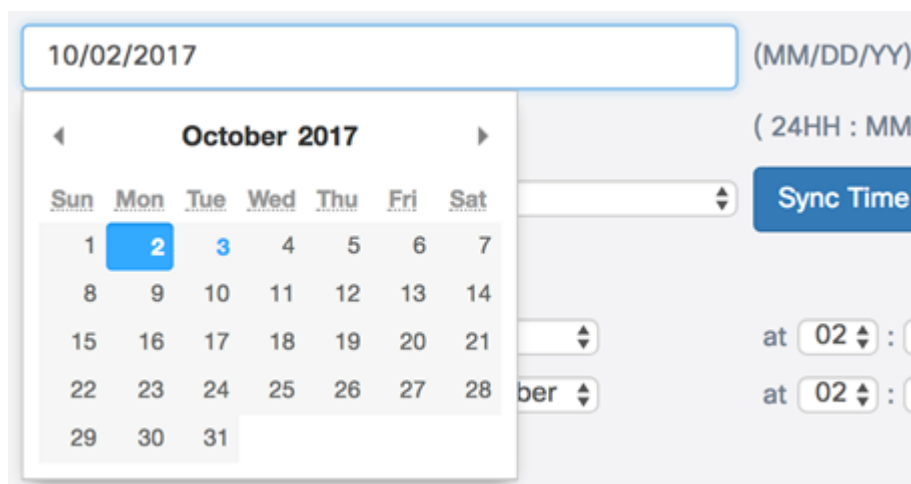 10/02/2017 (MM/DD/YY)
October 2017 ( 24HH : MM
Sun Mon Tue Wed Thu Fri Sat Sync Time
1 2 3 4 5 6 7
8 9 10 11 12 13 14
15 16 17 18 19 20 21 at 02 :
22 23 24 25 26 27 28 ber at 02 :
29 30 31